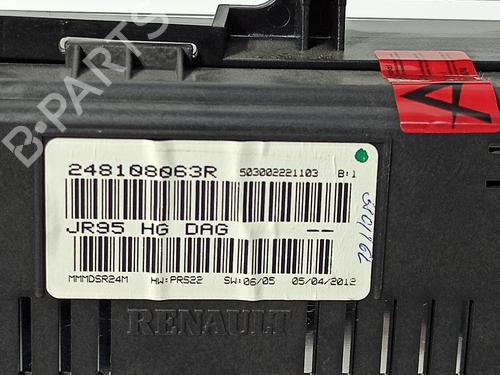 B-PARTS
A
248108063R 503002221103 B:1
JR95 HG DAG --
MMMDSR24M HW:PRS22 SW:06/05 05/04/2012
RENAULT